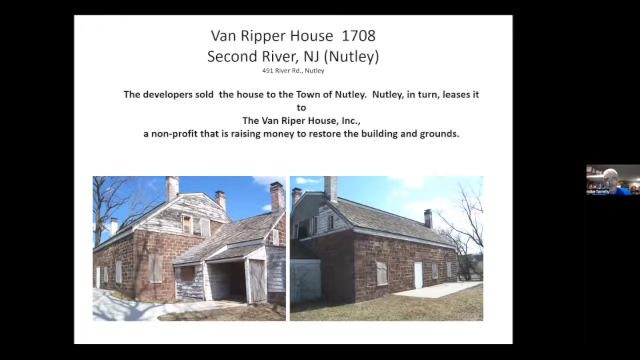 Van Ripper House 1708
Second River, NJ (Nutley)
491 River Rd., Nutley
The developers sold the house to the Town of Nutley. Nutley, in turn, leases it
to
The Van Riper House, Inc.,
a non-profit that is raising money to restore the building and grounds.